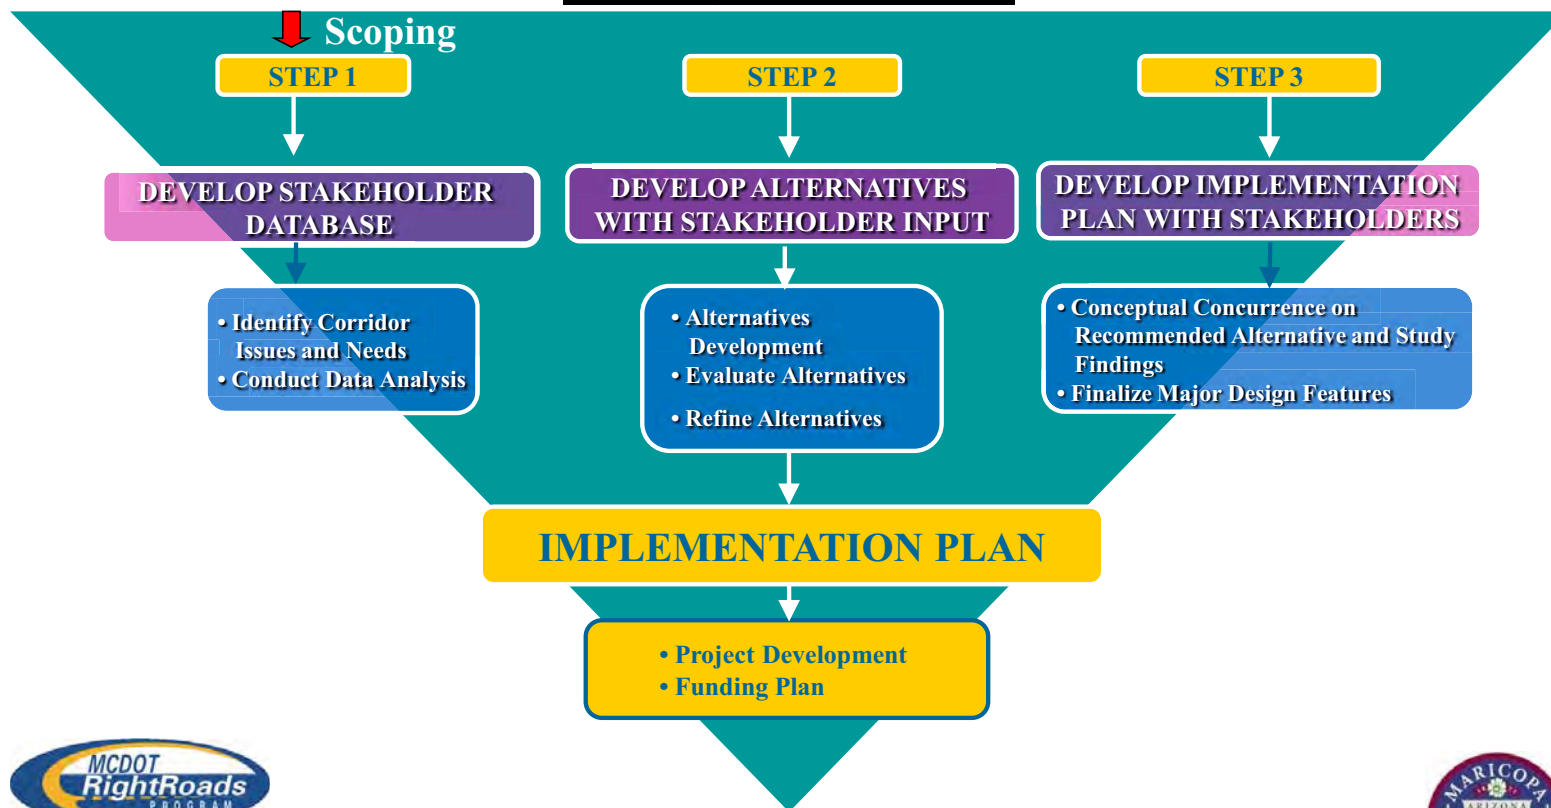 Scoping
STEP 1
DEVELOP STAKEHOLDER
DATABASE
• Identify Corridor
Issues and Needs
• Conduct Data Analysis
STEP 2
DEVELOP ALTERNATIVES
WITH STAKEHOLDER INPUT
• Alternatives
Development
• Evaluate Alternatives
• Refine Alternatives
STEP 3
DEVELOP IMPLEMENTATION
PLAN WITH STAKEHOLDERS
• Conceptual Concurrence on
Recommended Alternative and Study
Findings
• Finalize Major Design Features
IMPLEMENTATION PLAN
• Project Development
• Funding Plan
MCDOT
RightRoads
PROGRAM
MARICOPA
ARIZONA